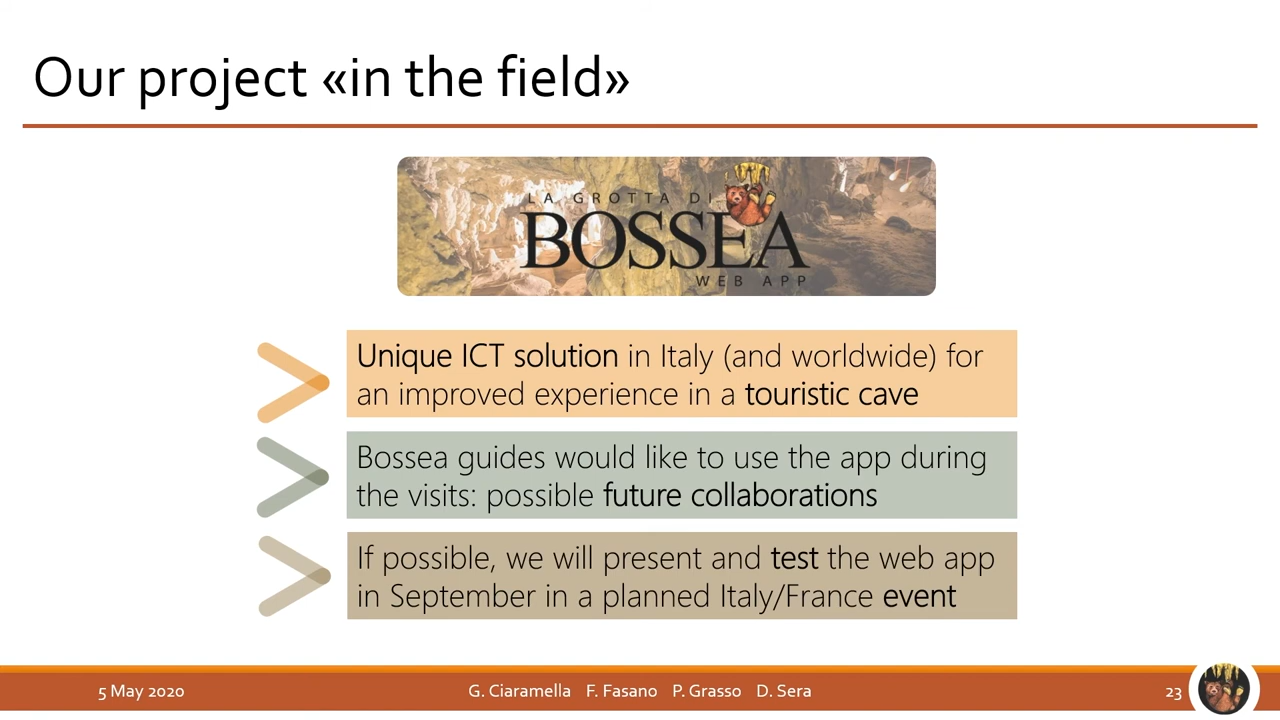 Our project «in the field»
LA GROTTA DI
BOSSEA
WEB APP
Unique ICT solution in Italy (and worldwide) for
an improved experience in a touristic cave
Bossea guides would like to use the app during
the visits: possible future collaborations
If possible, we will present and test the web app
in September in a planned Italy/France event
5 May 2020 G. Ciaramella F. Fasano P. Grasso D. Sera 23